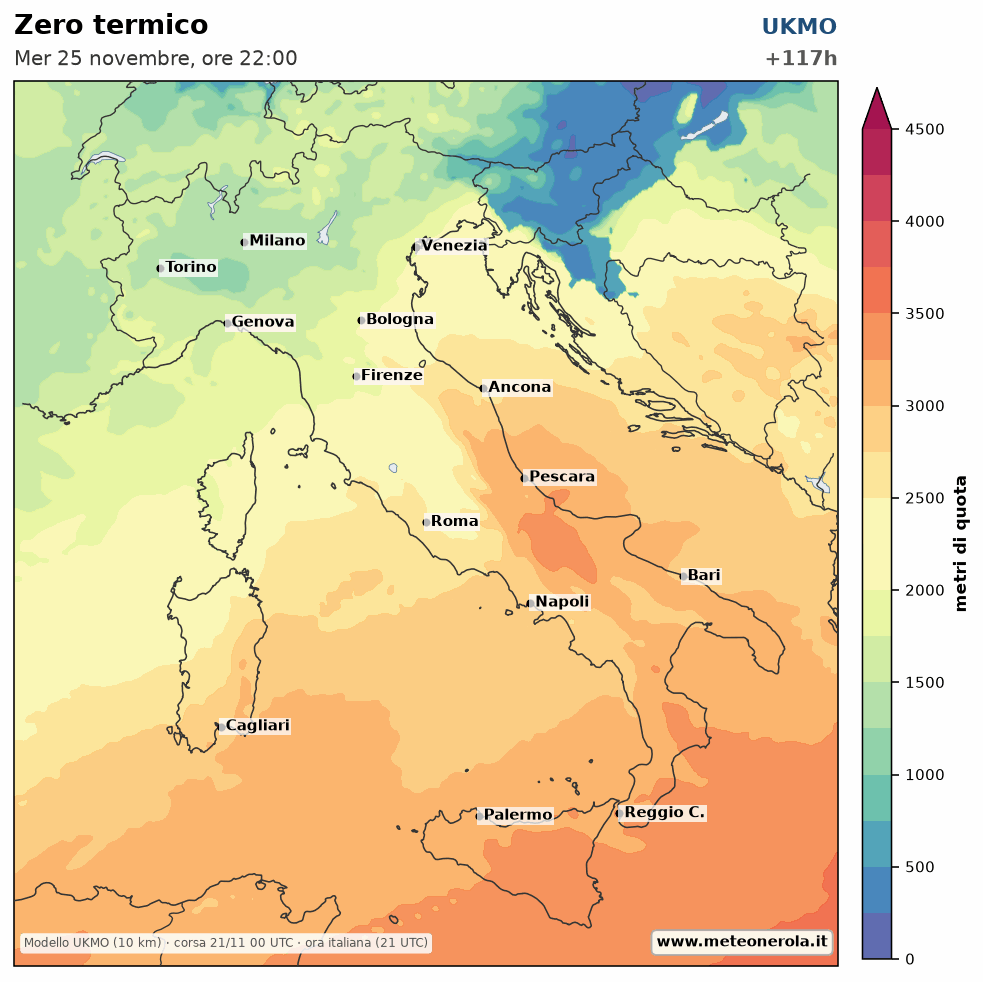 Zero termico
UKMO
Mer 25 novembre, ore 22:00
+117h
4500
4000
3500
3000
2500
2000
1500
1000
500
0
metri di quota
Milano
Venezia
Torino
Genova
Bologna
Firenze
Ancona
Pescara
Roma
Bari
Napoli
Cagliari
Palermo
Reggio C.
Modello UKMO (10 km) · corsa 21/11 00 UTC · ora italiana (21 UTC)
www.meteonerola.it